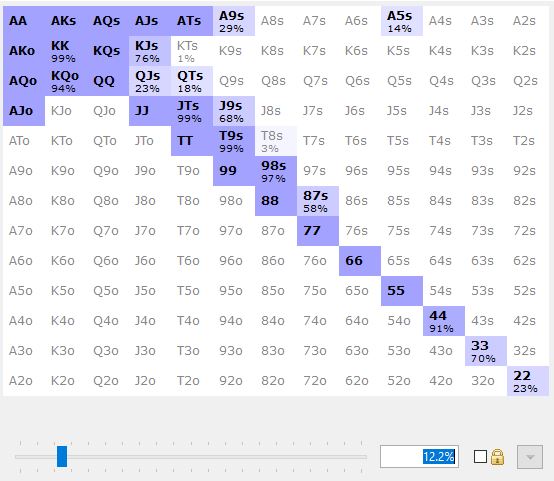 AA AKs AQs AJs ATs A9s A8s A7s A6s A5s A4s A3s A2s
29% 14%
AKo KK KQs KJs KTs K9s K8s K7s K6s K5s K4s K3s K2s
99% 76% 1%
AQo KQo QQ QJs QTs Q9s Q8s Q7s Q6s Q5s Q4s Q3s Q2s
94% 23% 18%
AJo KJo QJo JJ JTs J9s J8s J7s J6s J5s J4s J3s J2s
99% 68%
ATo KTo QTo JTo TT T9s T8s T7s T6s T5s T4s T3s T2s
99% 3%
A9o K9o Q9o J9o T9o 99 98s 97s 96s 95s 94s 93s 92s
97%
A8o K8o Q8o J8o T8o 98o 88 87s 86s 85s 84s 83s 82s
58%
A7o K7o Q7o J7o T7o 97o 87o 77 76s 75s 74s 73s 72s
A6o K6o Q6o J6o T6o 96o 86o 76o 66 65s 64s 63s 62s
A5o K5o Q5o J5o T5o 95o 85o 75o 65o 55 54s 53s 52s
A4o K4o Q4o J4o T4o 94o 84o 74o 64o 54o 44 43s 42s
91%
A3o K3o Q3o J3o T3o 93o 83o 73o 63o 53o 43o 33 32s
70%
A2o K2o Q2o J2o T2o 92o 82o 72o 62o 52o 42o 32o 22
23%
12.2%